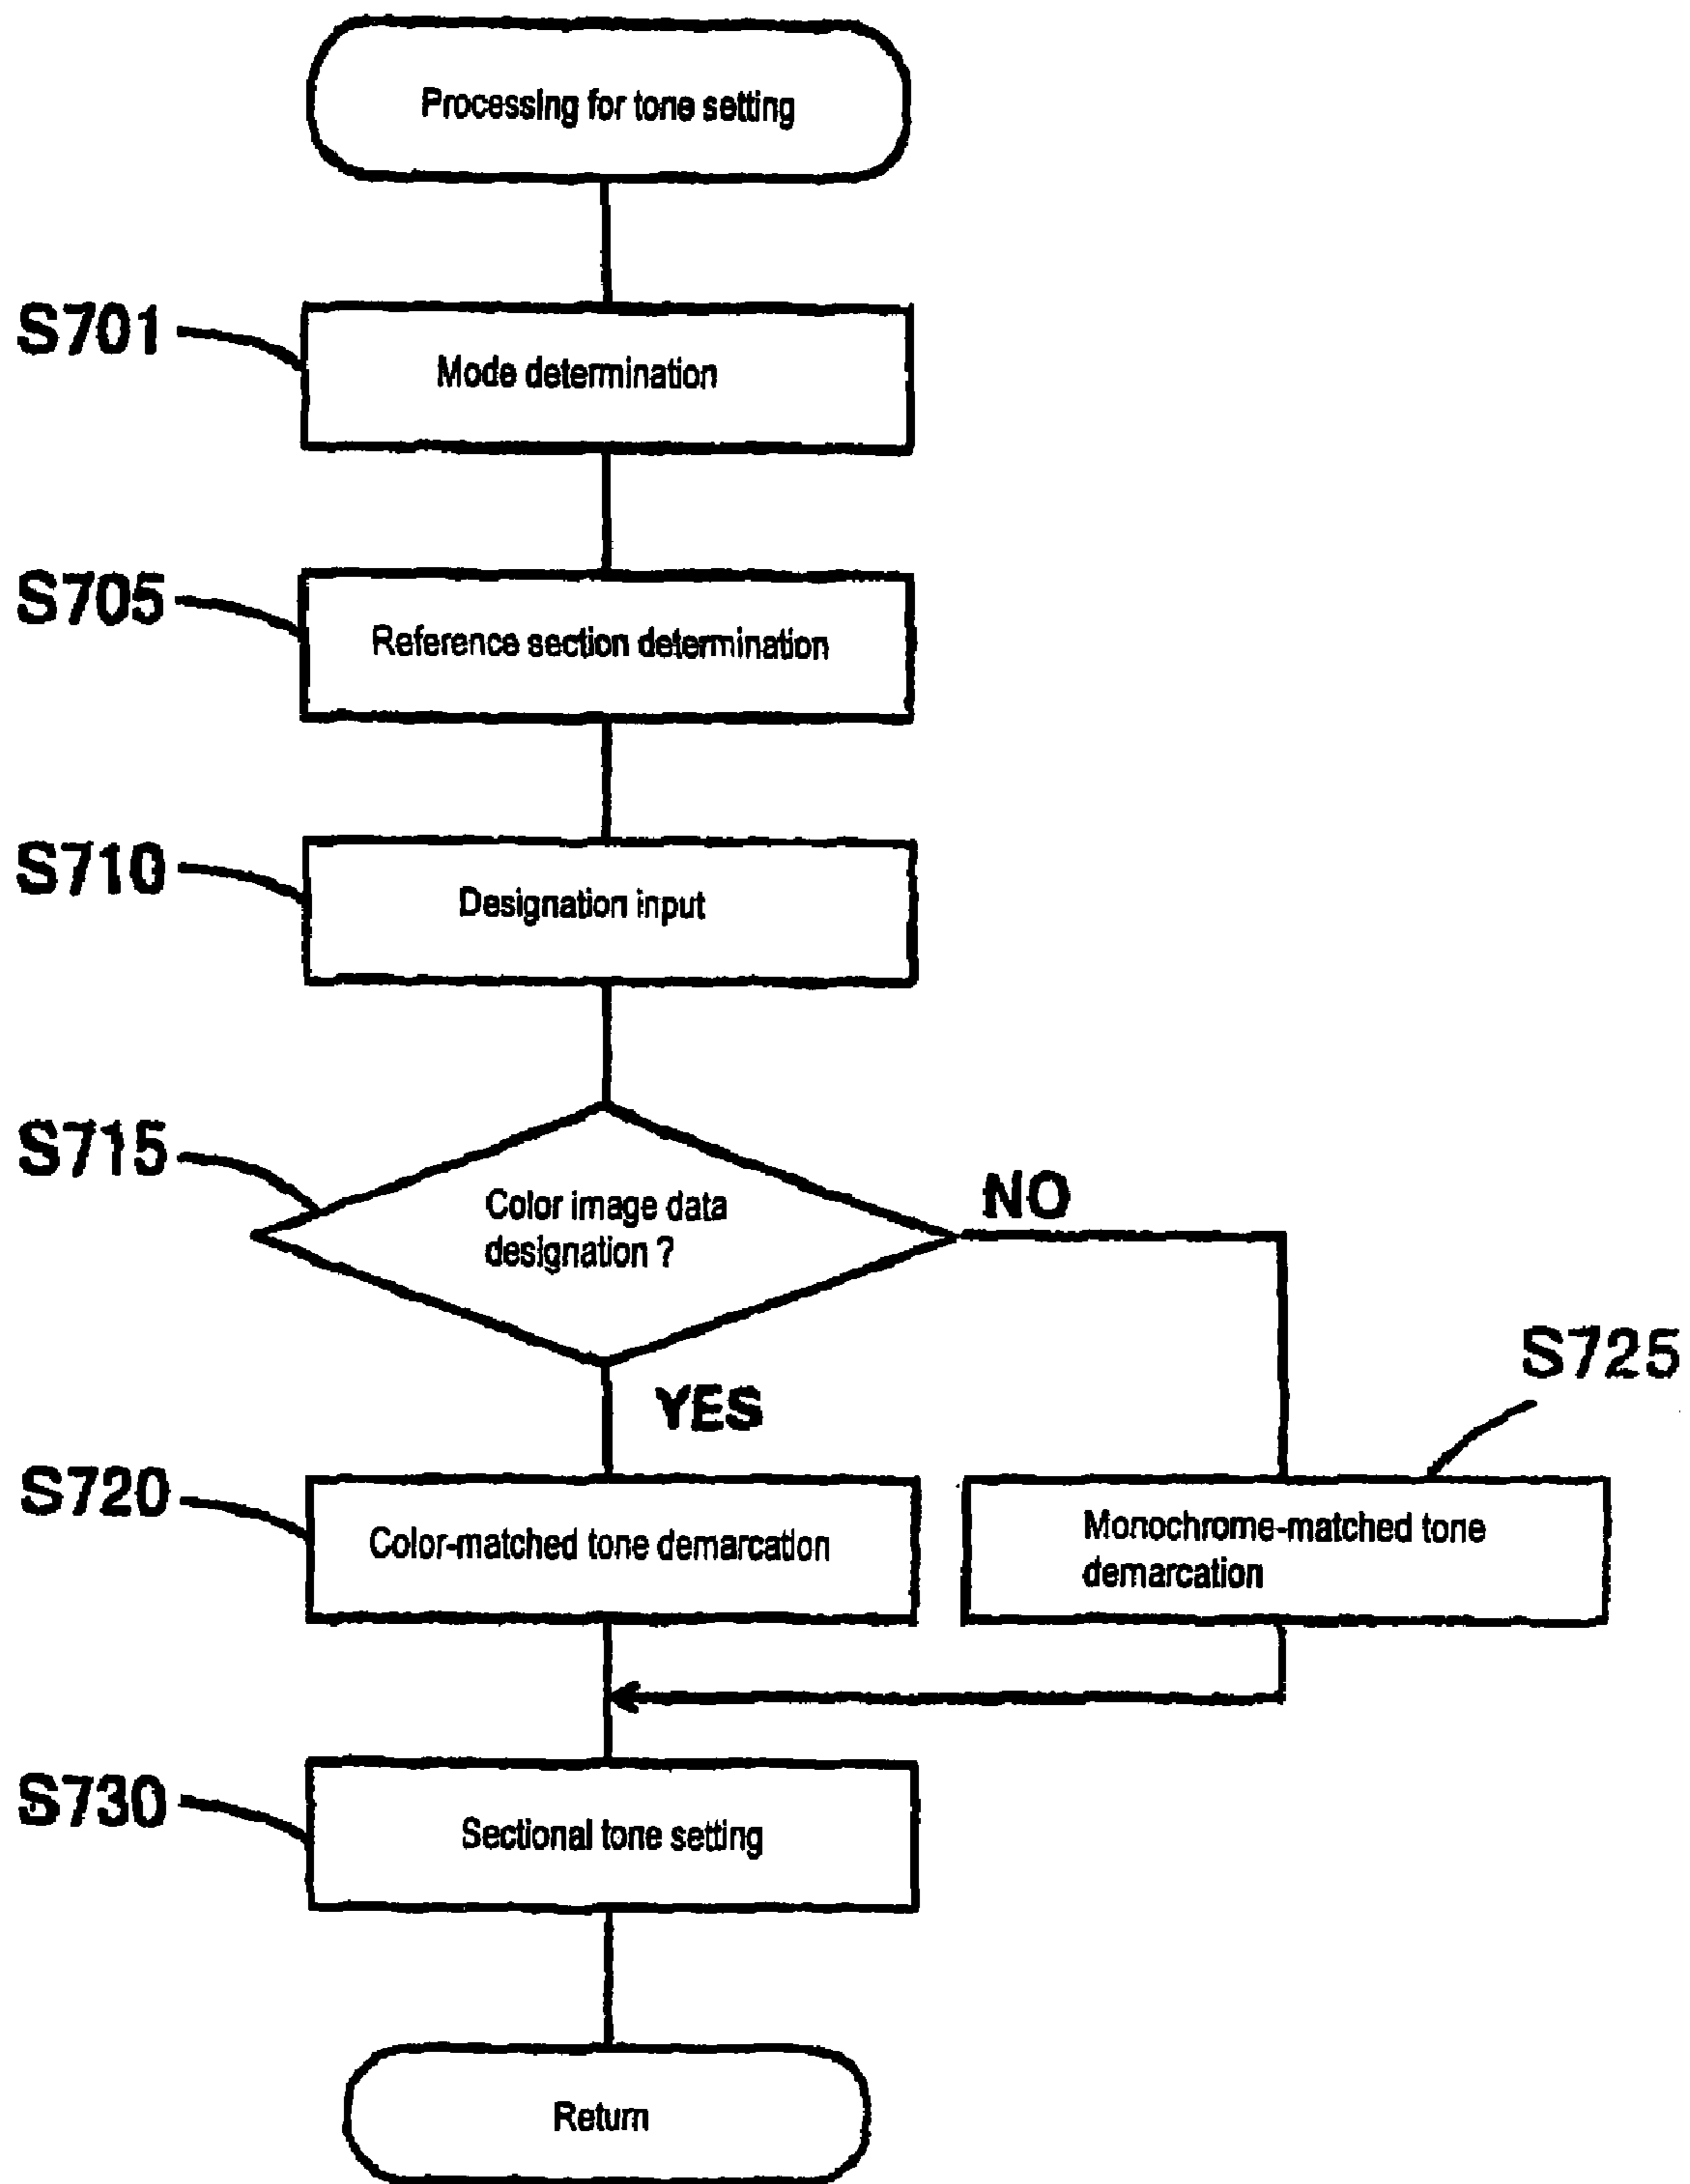 Processing for tone setting
S701
Mode determination
S705
Reference section determination
S710
Designation input
S715
Color image data
designation ?
NO
YES
S725
S720
Color-matched tone demarcation
Monochrome-matched tone
demarcation
S730
Sectional tone setting
Return